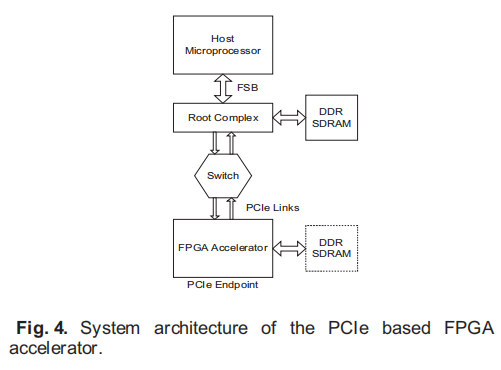 Host
Microprocessor
FSB
Root Complex
DDR
SDRAM
Switch
PCIe Links
FPGA Accelerator
DDR
SDRAM
PCIe Endpoint
Fig. 4. System architecture of the PCIe based FPGA
accelerator.